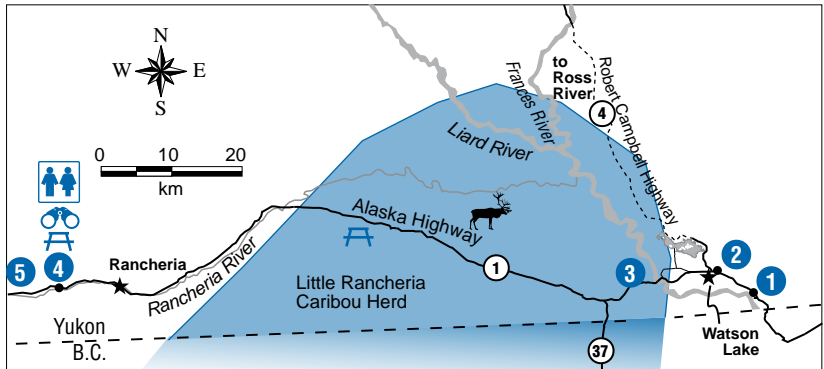 N
W E
S
0 10 20
km
to
Ross
River
4
Robert Campbell Highway
Frances River
Liard River
Alaska Highway
1
Rancheria
Rancheria River
5
4
Little Rancheria
Caribou Herd
3
2
1
Watson
Lake
Yukon
B.C.
37